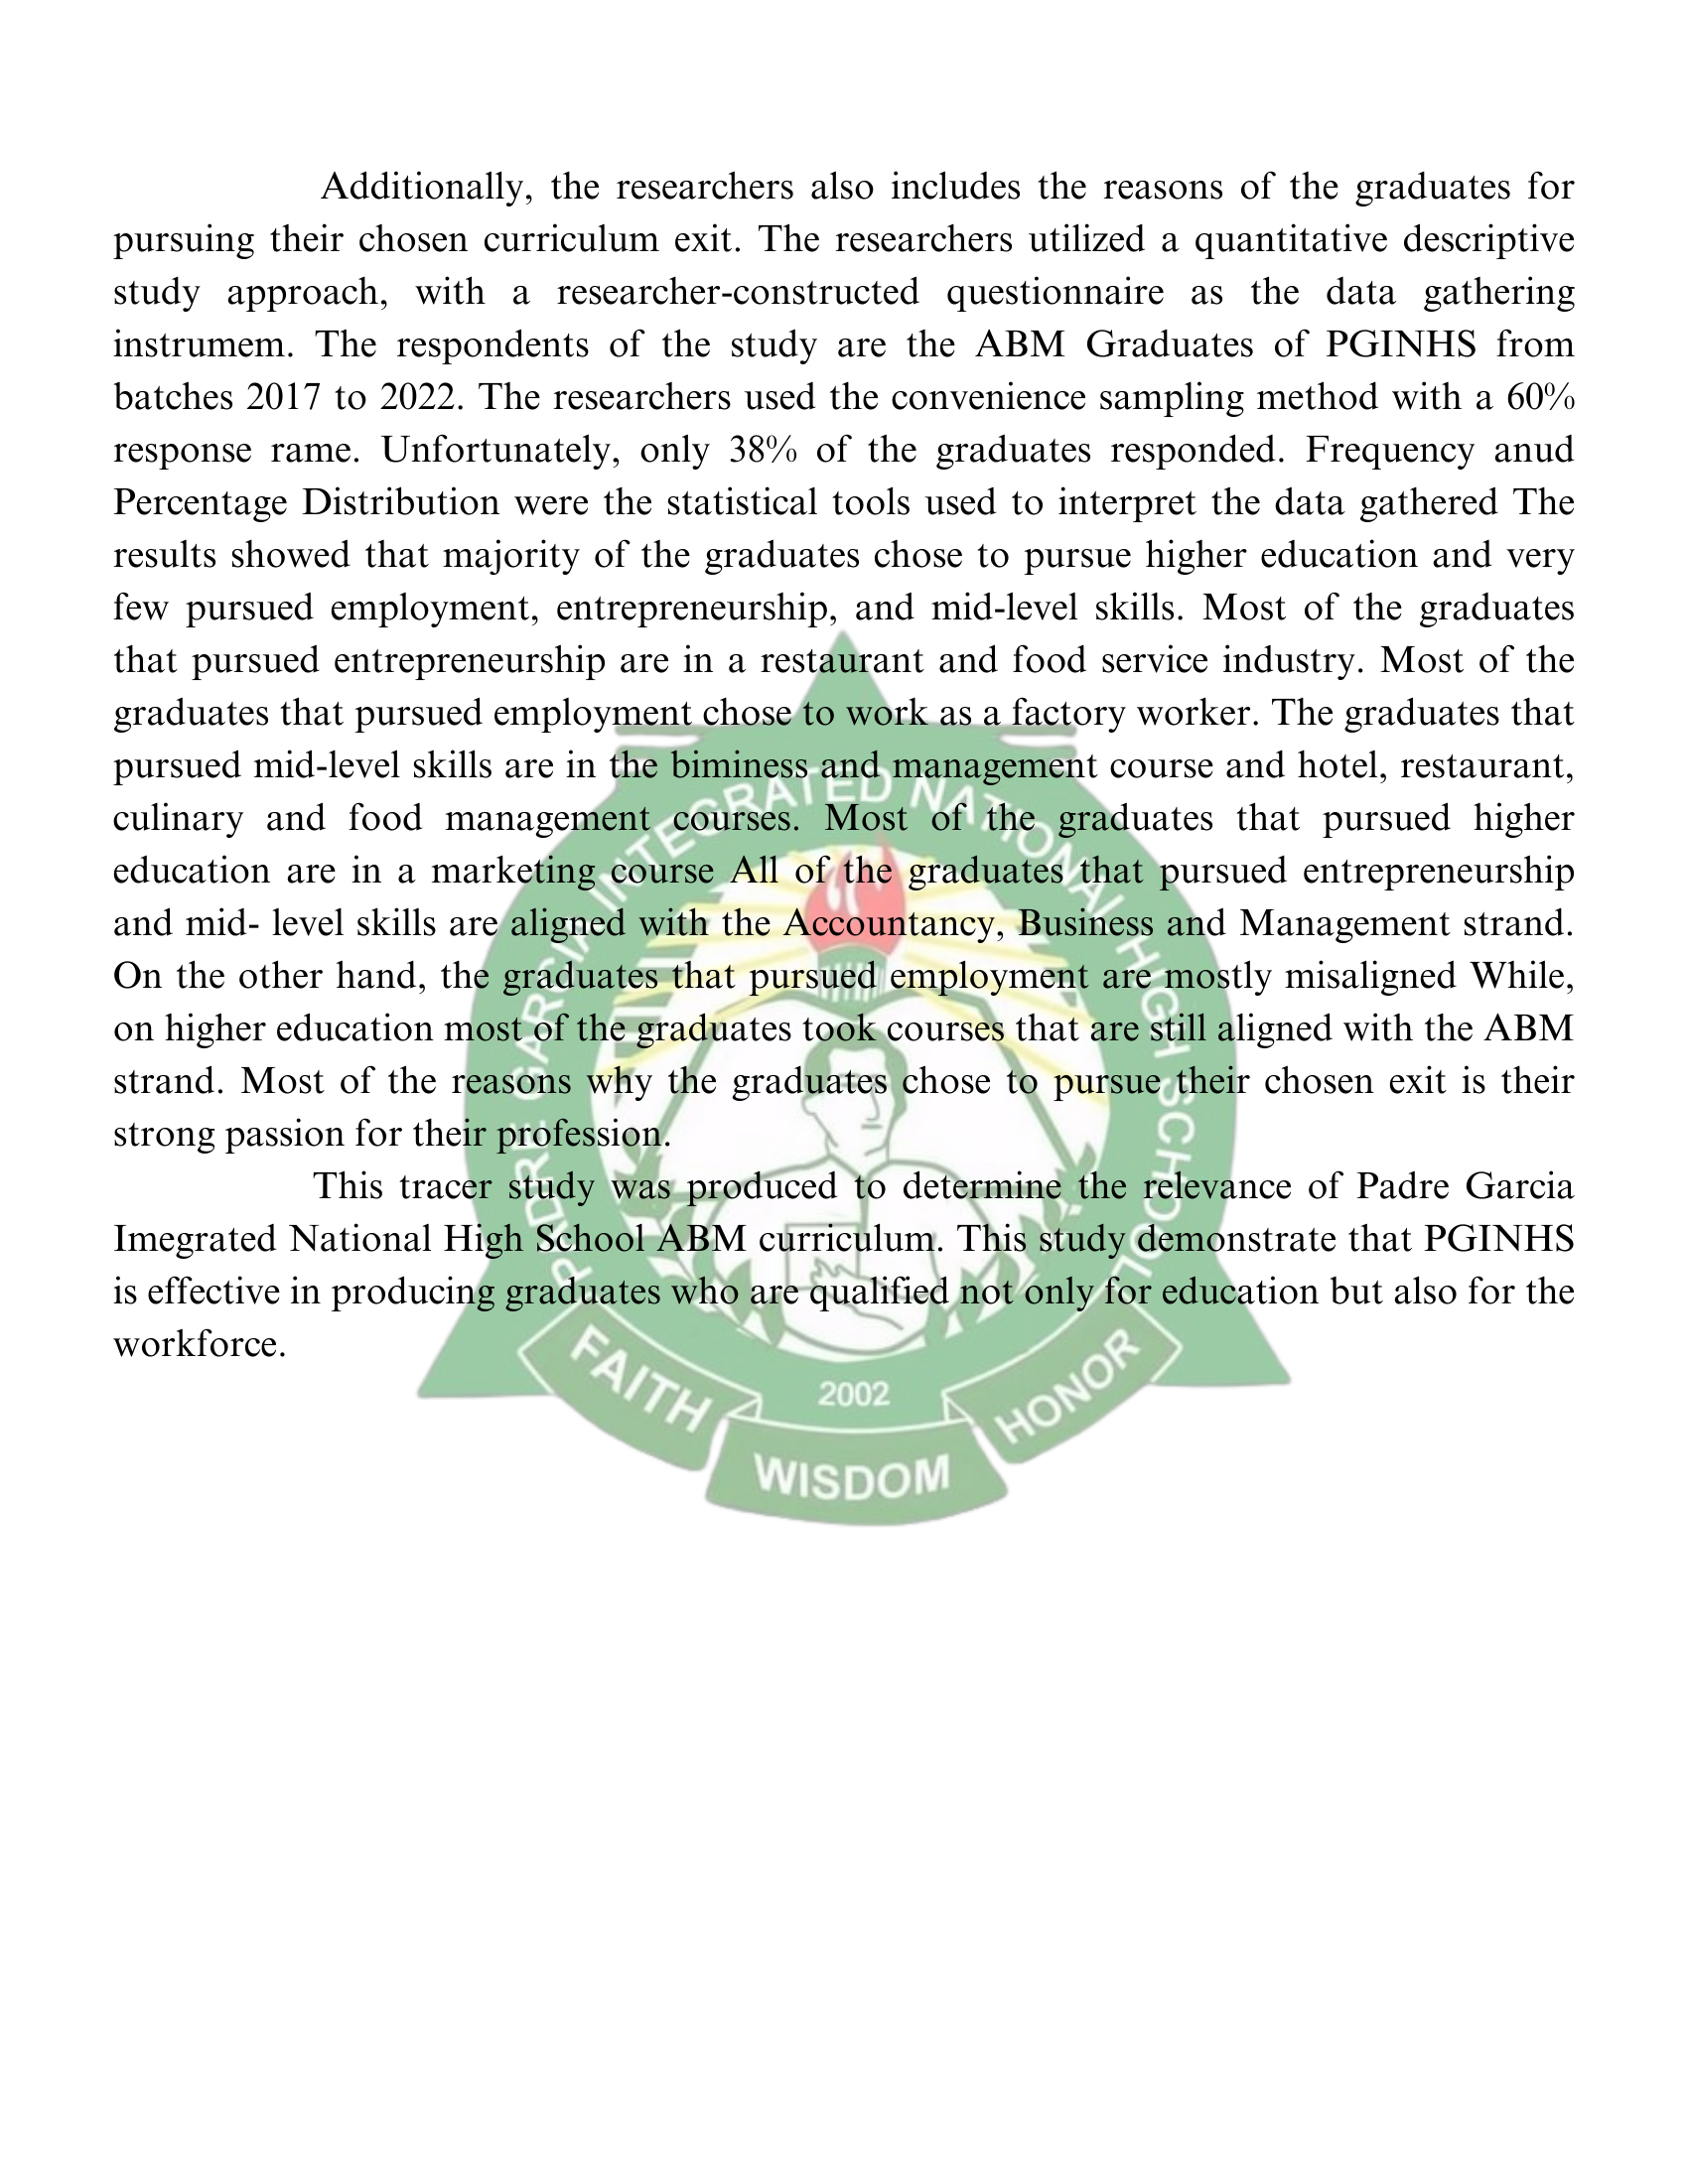 Additionally, the researchers also includes the reasons of the graduates for
pursuing their chosen curriculum exit. The researchers utilized a quantitative descriptive
study approach, with a researcher-constructed questionnaire as the data gathering
instrumem. The respondents of the study are the ABM Graduates of PGINHS from
batches 2017 to 2022. The researchers used the convenience sampling method with a 60%
response rame. Unfortunately, only 38% of the graduates responded. Frequency anud
Percentage Distribution were the statistical tools used to interpret the data gathered The
results showed that majority of the graduates chose to pursue higher education and very
few pursued employment, entrepreneurship, and mid-level skills. Most of the graduates
that pursued entrepreneurship are in a restaurant and food service industry. Most of the
graduates that pursued employment chose to work as a factory worker. The graduates that
pursued mid-level skills are in the biminess and management course and hotel, restaurant,
culinary and food management courses. Most of the graduates that pursued higher
education are in a marketing course All of the graduates that pursued entrepreneurship
and mid- level skills are aligned with the Accountancy, Business and Management strand.
On the other hand, the graduates that pursued employment are mostly misaligned While,
on higher education most of the graduates took courses that are still aligned with the ABM
strand. Most of the reasons why the graduates chose to pursue their chosen exit is their
strong passion for their profession.
This tracer study was produced to determine the relevance of Padre Garcia
Imegrated National High School ABM curriculum. This study demonstrate that PGINHS
is effective in producing graduates who are qualified not only for education but also for the
workforce.
PADRE GARCIA INTEGRATED NATIONAL HIGH SCHOOL
2002
FAITH
WISDOM
HONOR